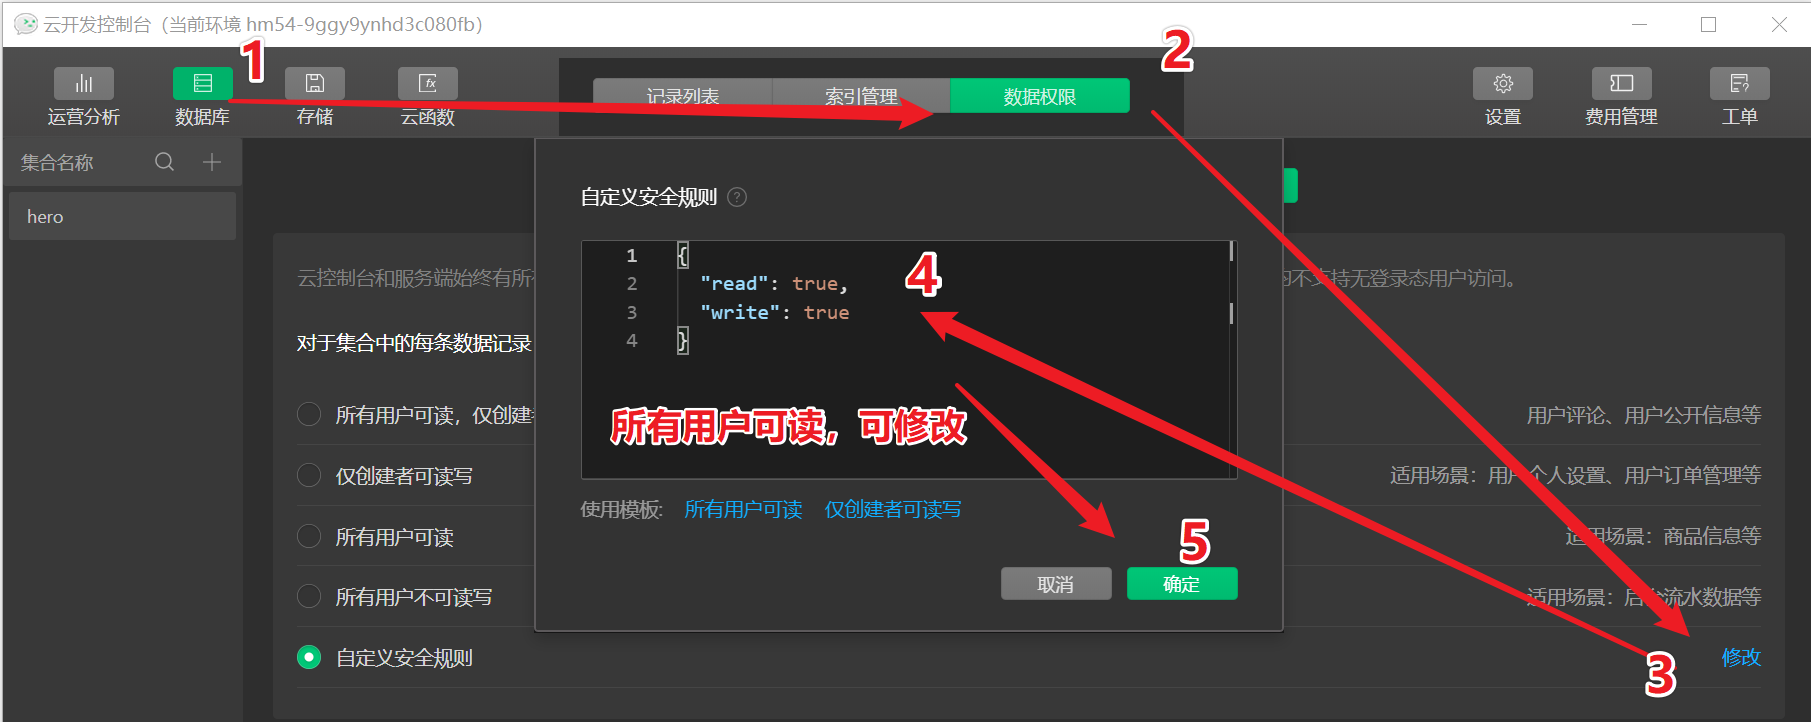 云开发控制台（当前环境 hm54-9ggy9ynhd3c080fb）
1
2
运营分析
数据库
存储
云函数
记录列表
索引管理
数据权限
设置
费用管理
工单
集合名称
hero
自定义安全规则
云控制台和服务端始终有所
不支持无登录态用户访问。
1 {
2 "read": true,
3 "write": true
4 }
4
对于集合中的每条数据记录
所有用户可读，可修改
所有用户可读，仅创建
用户评论、用户公开信息等
仅创建者可读写
适用场景：用户个人设置、用户订单管理等
使用模板: 所有用户可读 仅创建者可读写
所有用户可读
适用场景：商品信息等
5
取消
确定
所有用户不可读写
适用场景：后台流水数据等
自定义安全规则
修改
3